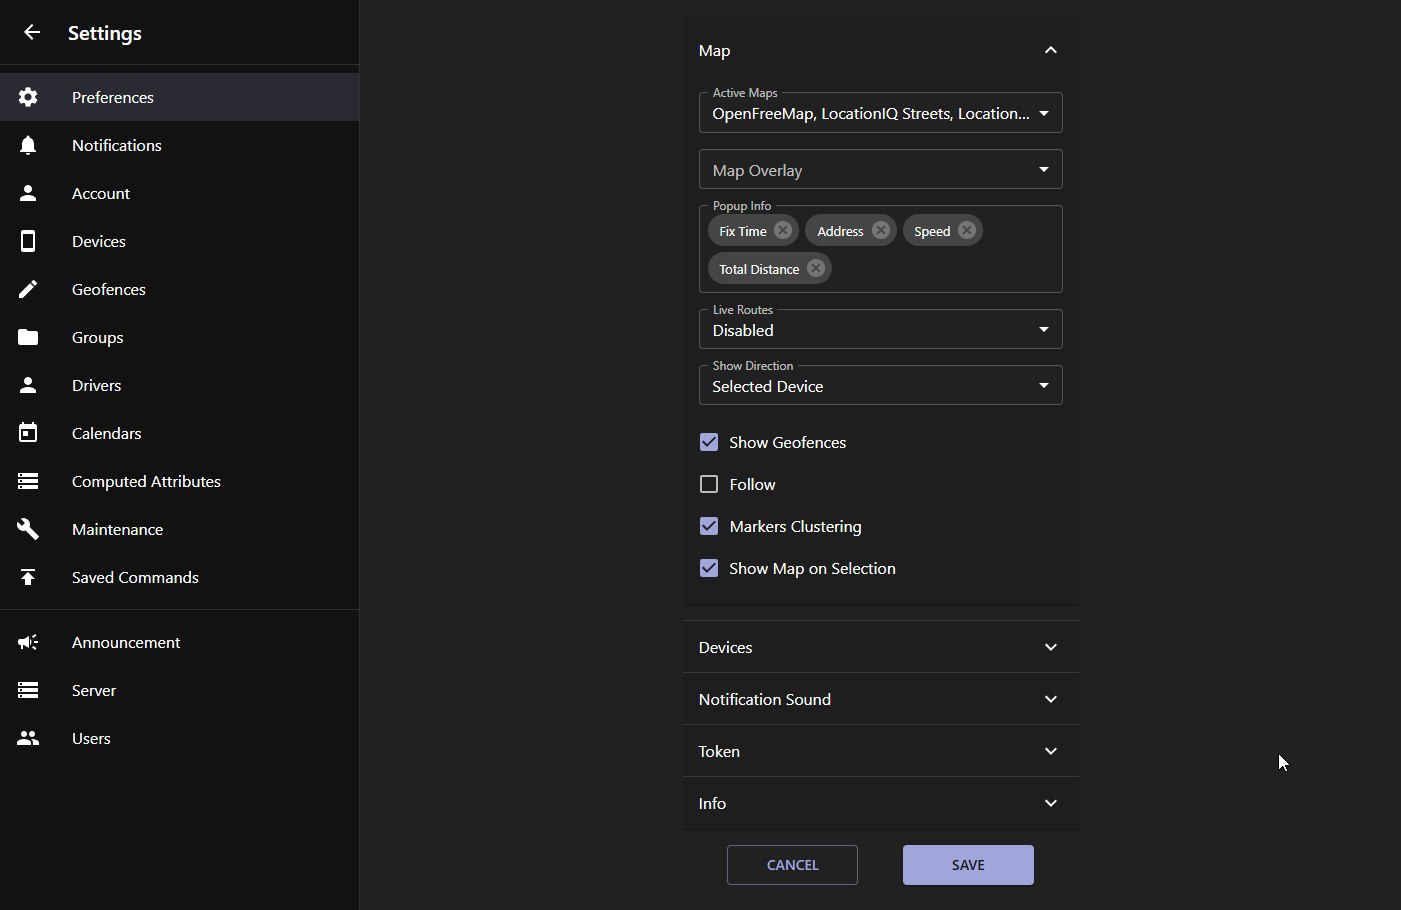 Settings
Preferences
Notifications
Account
Devices
Geofences
Groups
Drivers
Calendars
Computed Attributes
Maintenance
Saved Commands
Announcement
Server
Users
Map
Active Maps
OpenFreeMap, LocationIQ Streets, Location...
Map Overlay
Popup Info
Fix Time Address Speed
Total Distance
Live Routes
Disabled
Show Direction
Selected Device
Show Geofences
Follow
Markers Clustering
Show Map on Selection
Devices
Notification Sound
Token
Info
CANCEL SAVE